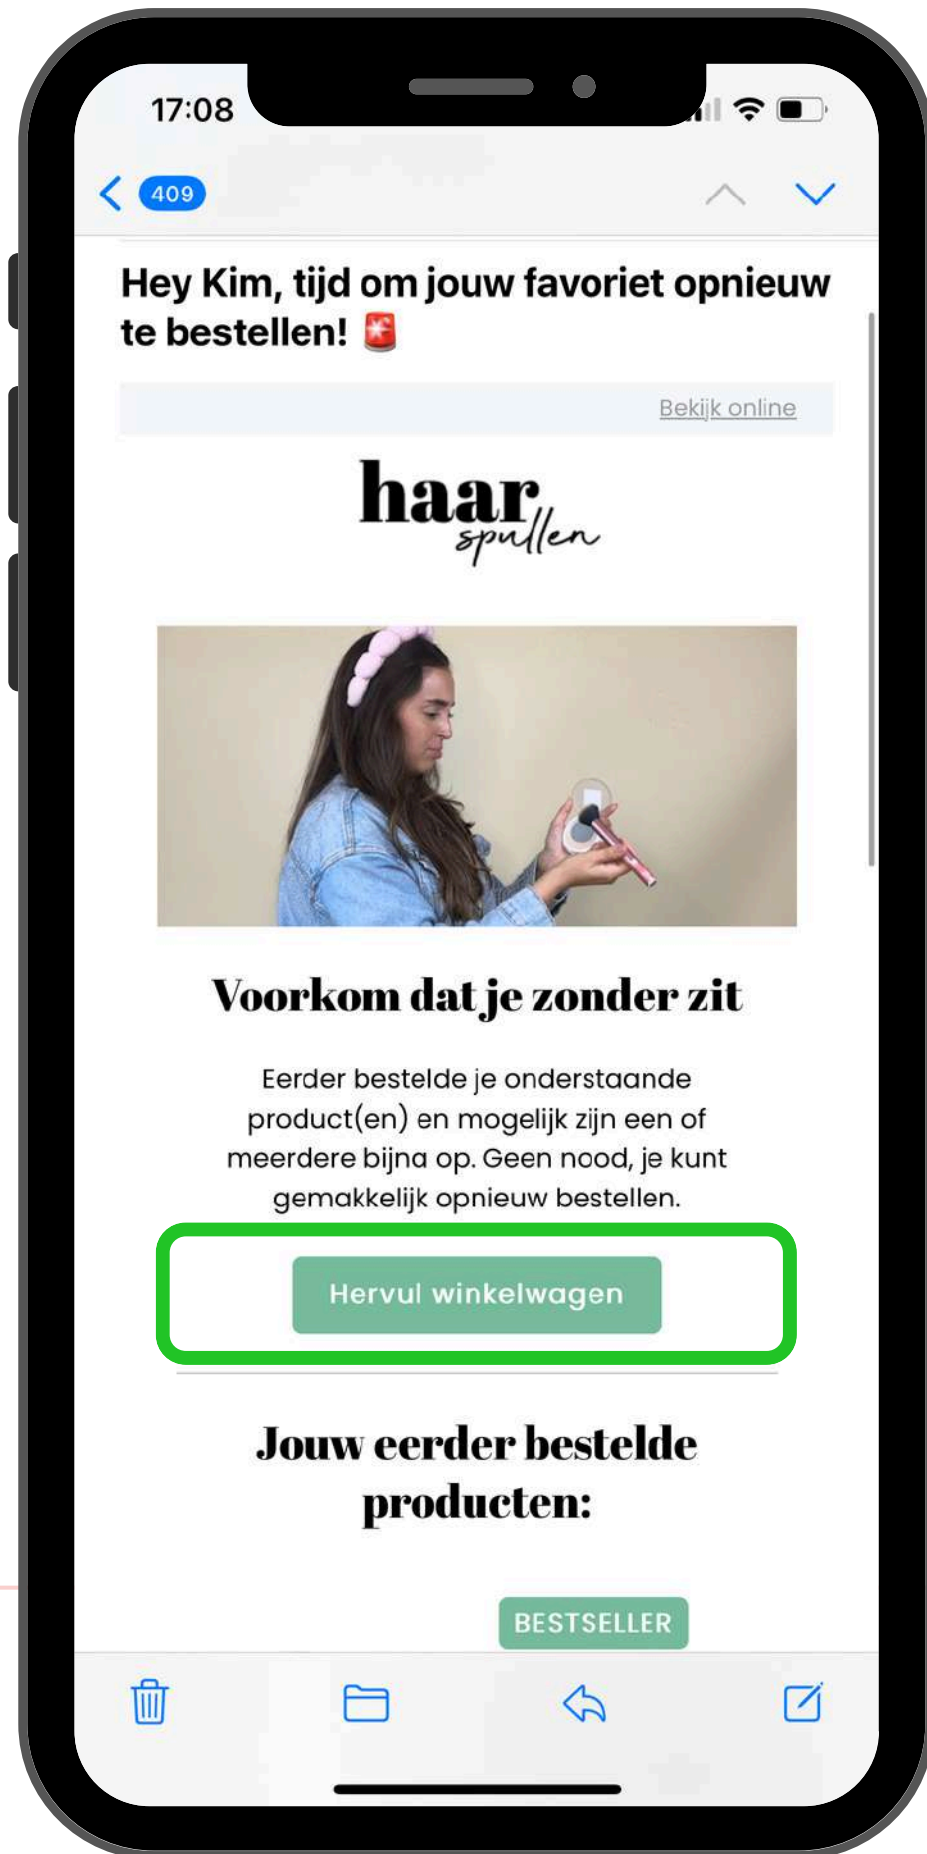 17:08
409
Hey Kim, tijd om jouw favoriet opnieuw
te bestellen! 🚨
Bekijk online
haar
spullen
Voorkom dat je zonder zit
Eerder bestelde je onderstaande
product(en) en mogelijk zijn een of
meerdere bijna op. Geen nood, je kunt
gemakkelijk opnieuw bestellen.
Hervul winkelwagen
Jouw eerder bestelde
producten:
BESTSELLER